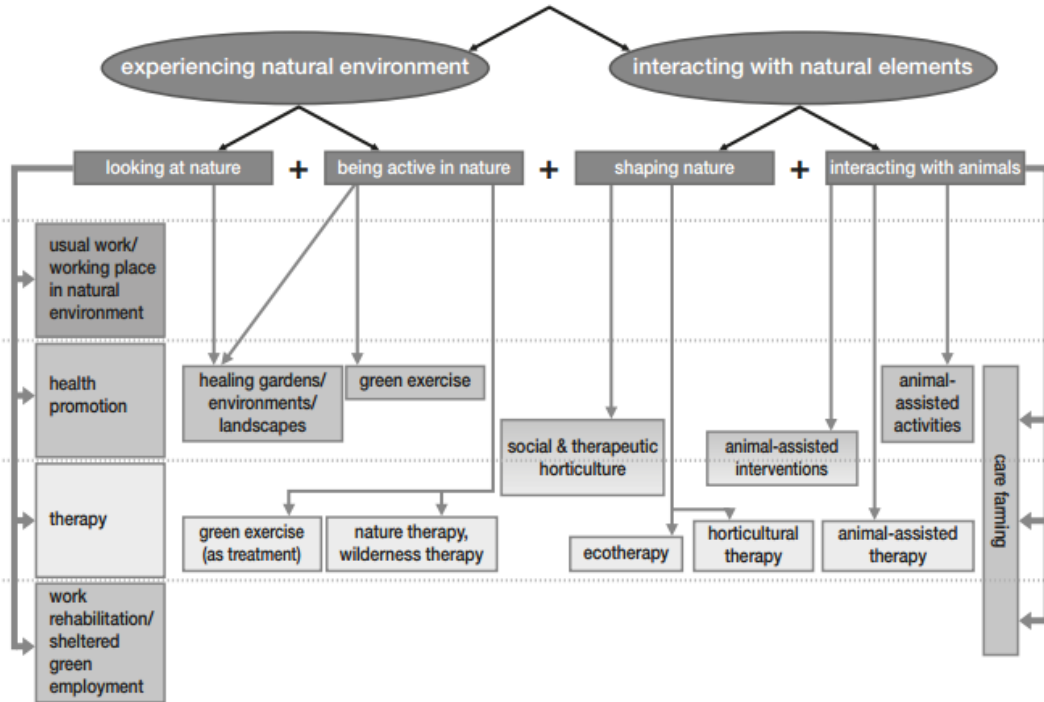 experiencing natural environment
interacting with natural elements
looking at nature
+
being active in nature
+
shaping nature
+
interacting with animals
usual work/
working place
in natural
environment
health
promotion
healing gardens/
environments/
landscapes
green exercise
social & therapeutic
horticulture
animal-assisted
interventions
animal-
assisted
activities
care farming
therapy
green exercise
(as treatment)
nature therapy,
wilderness therapy
ecotherapy
horticultural
therapy
animal-assisted
therapy
work
rehabilitation/
sheltered
green
employment